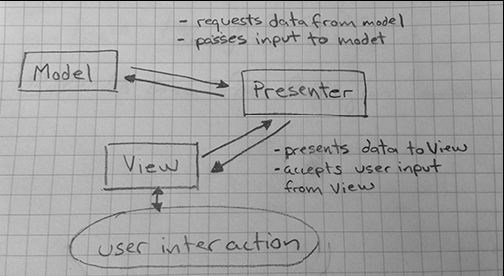 - requests data from model
- passes input to model
Model
Presenter
- presents data to View
- accepts user input
from View
View
user interaction